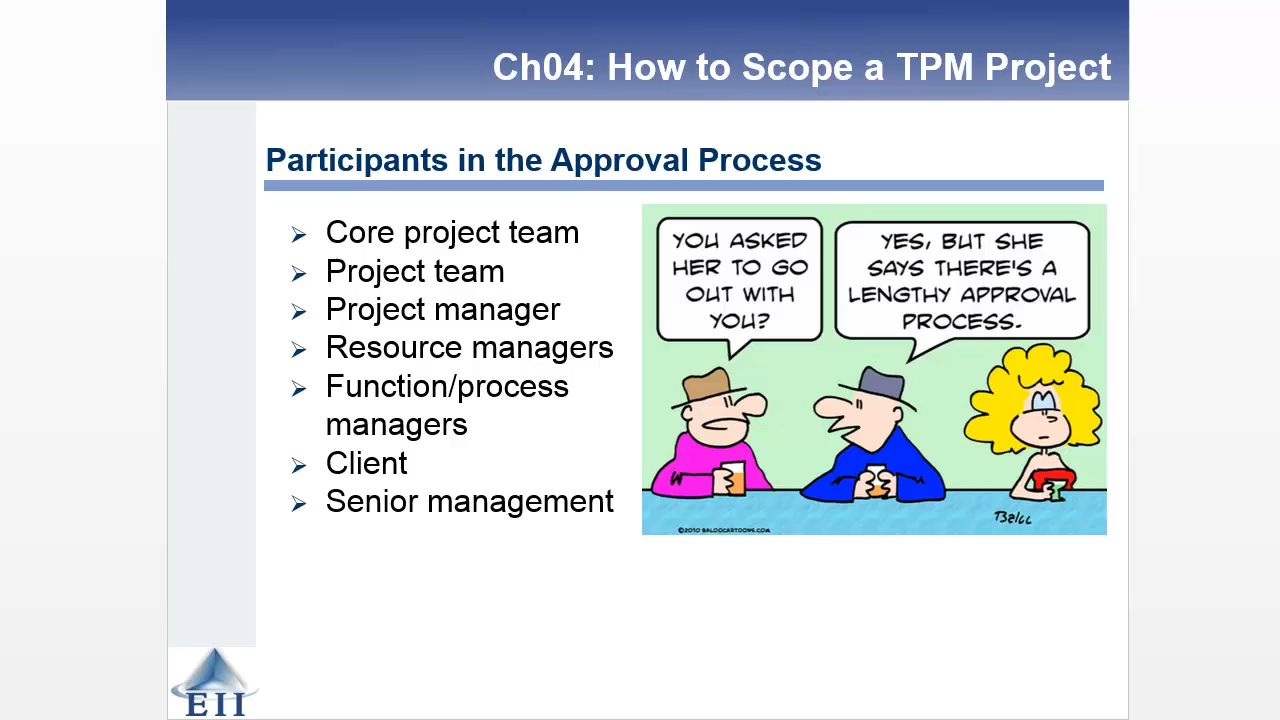 Ch04: How to Scope a TPM Project
Participants in the Approval Process
Core project team
Project team
Project manager
Resource managers
Function/process
managers
Client
Senior management
YOU ASKED
HER TO GO
OUT WITH
YOU?
YES, BUT SHE
SAYS THERE'S A
LENGTHY APPROVAL
PROCESS.
©2010 BALOOCARTOONS.COM
EII